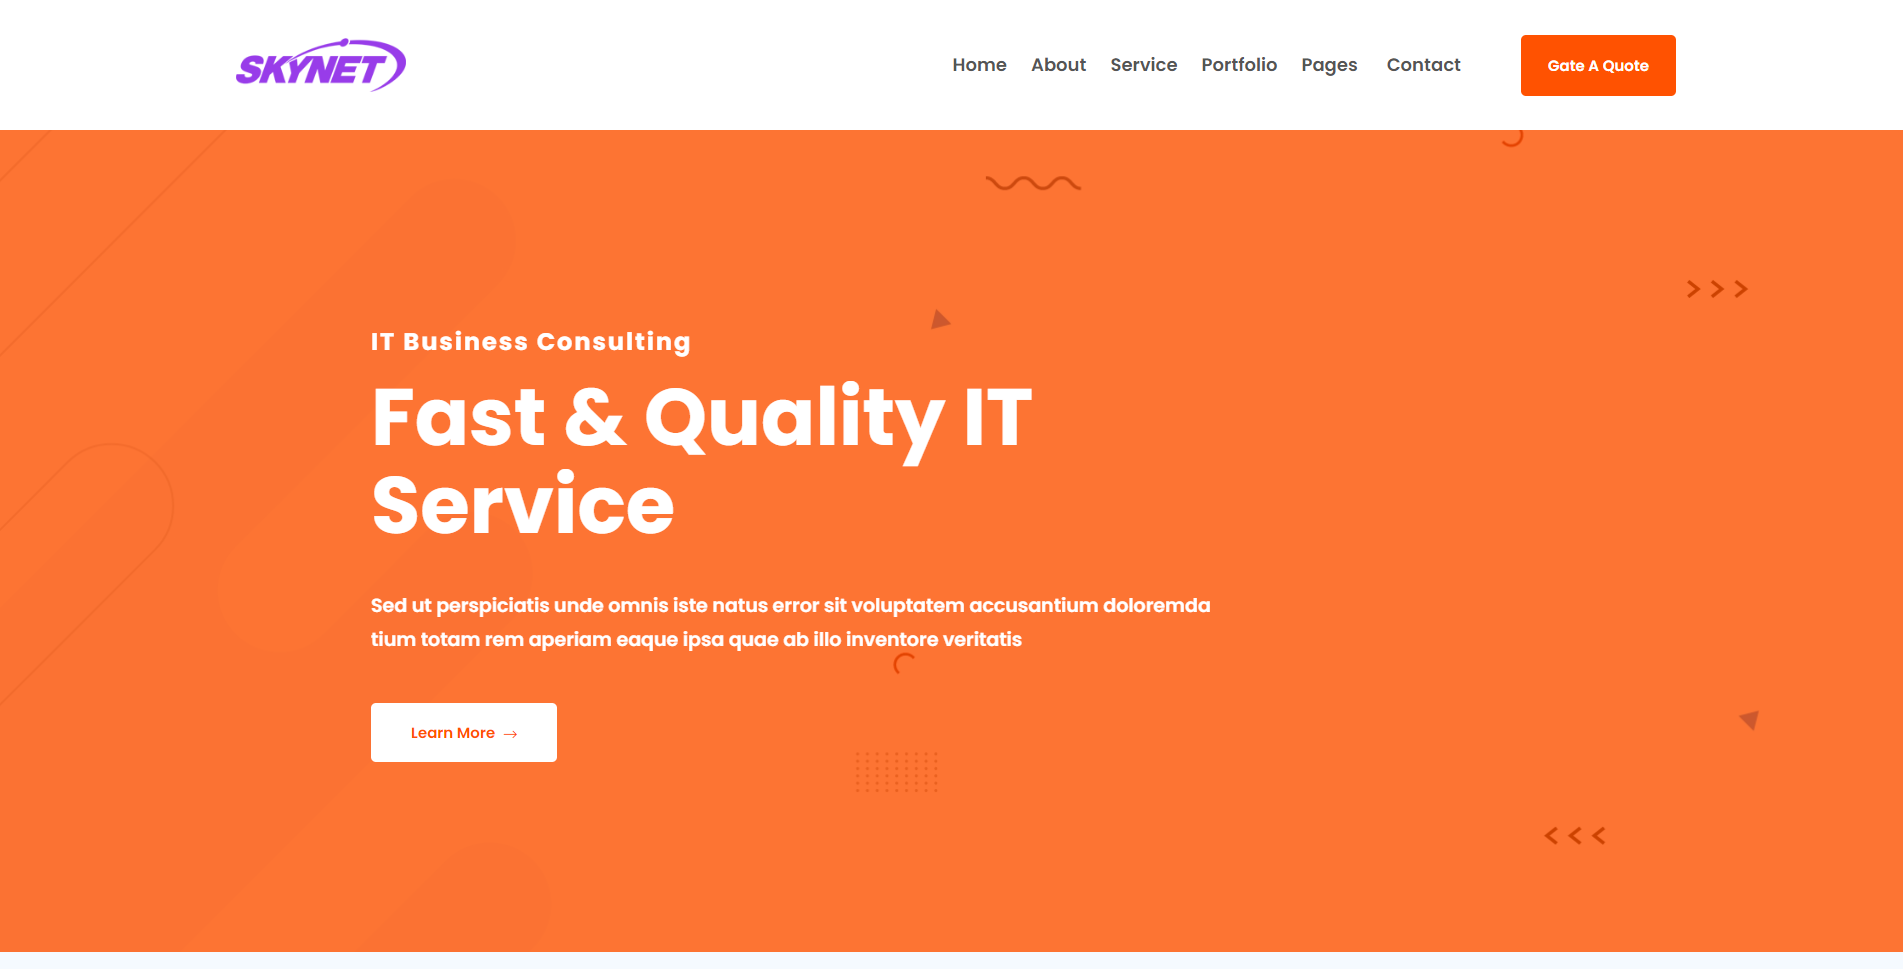 SKYNET
Home About Service Portfolio Pages Contact Gate A Quote
IT Business Consulting
Fast & Quality IT
Service
Sed ut perspiciatis unde omnis iste natus error sit voluptatem accusantium doloremda
tium totam rem aperiam eaque ipsa quae ab illo inventore veritatis
Learn More →